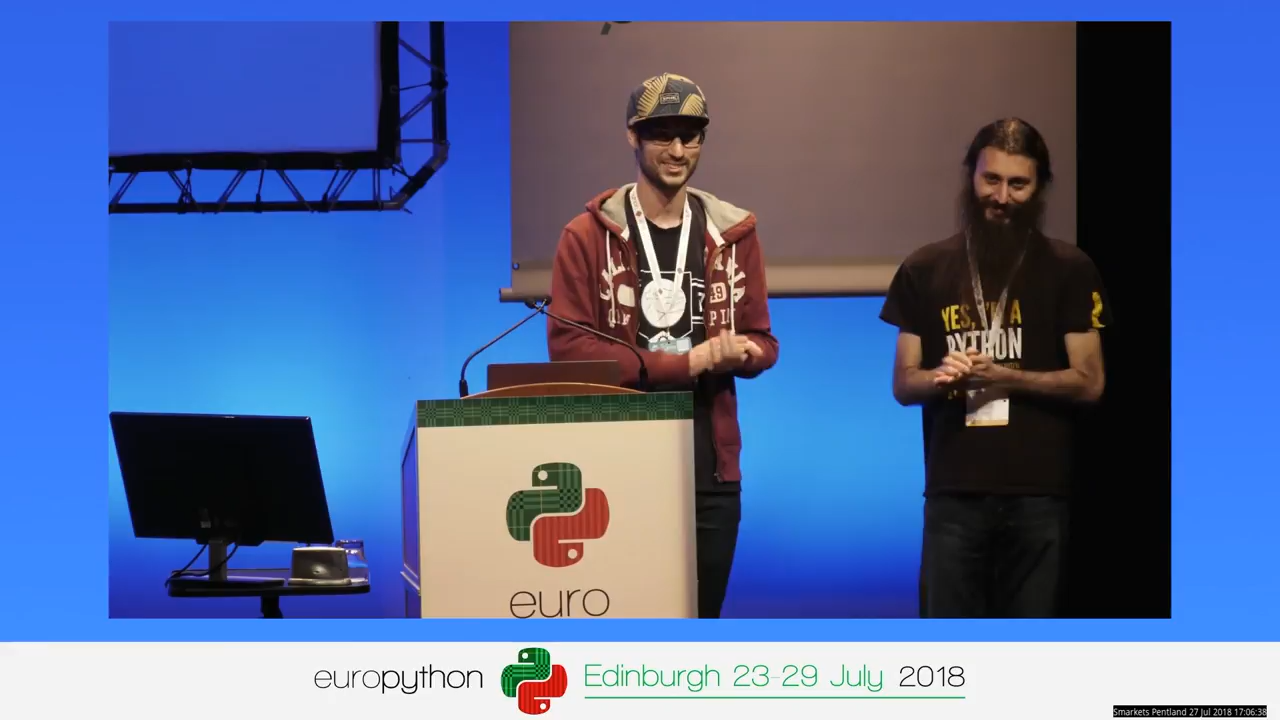 YES, I'M A
PYTHON
euro
europython
Edinburgh 23-29 July 2018
Smarkets Pentland 27 Jul 2018 17:06:38